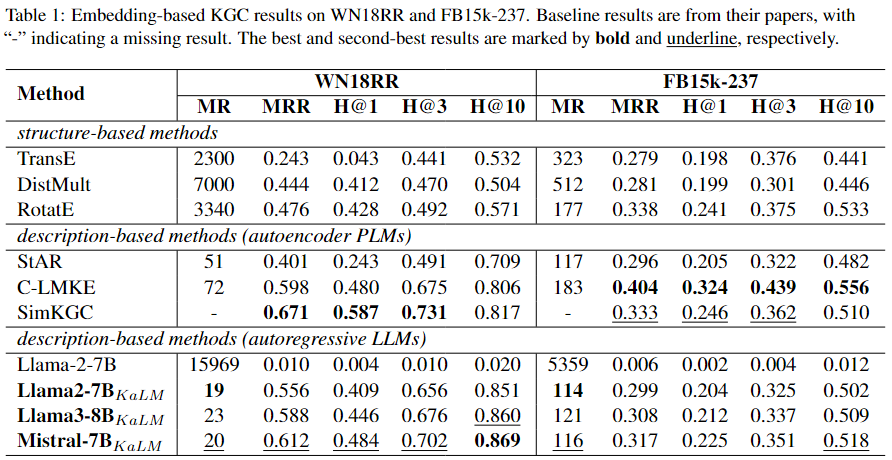 Table 1: Embedding-based KGC results on WN18RR and FB15k-237. Baseline results are from their papers, with
“-” indicating a missing result. The best and second-best results are marked by bold and underline, respectively.
Method WN18RR FB15k-237
MR MRR H@1 H@3 H@10 MR MRR H@1 H@3 H@10
structure-based methods
TransE 2300 0.243 0.043 0.441 0.532 323 0.279 0.198 0.376 0.441
DistMult 7000 0.444 0.412 0.470 0.504 512 0.281 0.199 0.301 0.446
RotatE 3340 0.476 0.428 0.492 0.571 177 0.338 0.241 0.375 0.533
description-based methods (autoencoder PLMs)
StAR 51 0.401 0.243 0.491 0.709 117 0.296 0.205 0.322 0.482
C-LMKE 72 0.598 0.480 0.675 0.806 183 0.404 0.324 0.439 0.556
SimKGC - 0.671 0.587 0.731 0.817 - 0.333 0.246 0.362 0.510
description-based methods (autoregressive LLMs)
Llama-2-7B 15969 0.010 0.004 0.010 0.020 5359 0.006 0.002 0.004 0.012
Llama2-7B KaLM 19 0.556 0.409 0.656 0.851 114 0.299 0.204 0.325 0.502
Llama3-8B KaLM 23 0.588 0.446 0.676 0.860 121 0.308 0.212 0.337 0.509
Mistral-7B KaLM 20 0.612 0.484 0.702 0.869 116 0.317 0.225 0.351 0.518